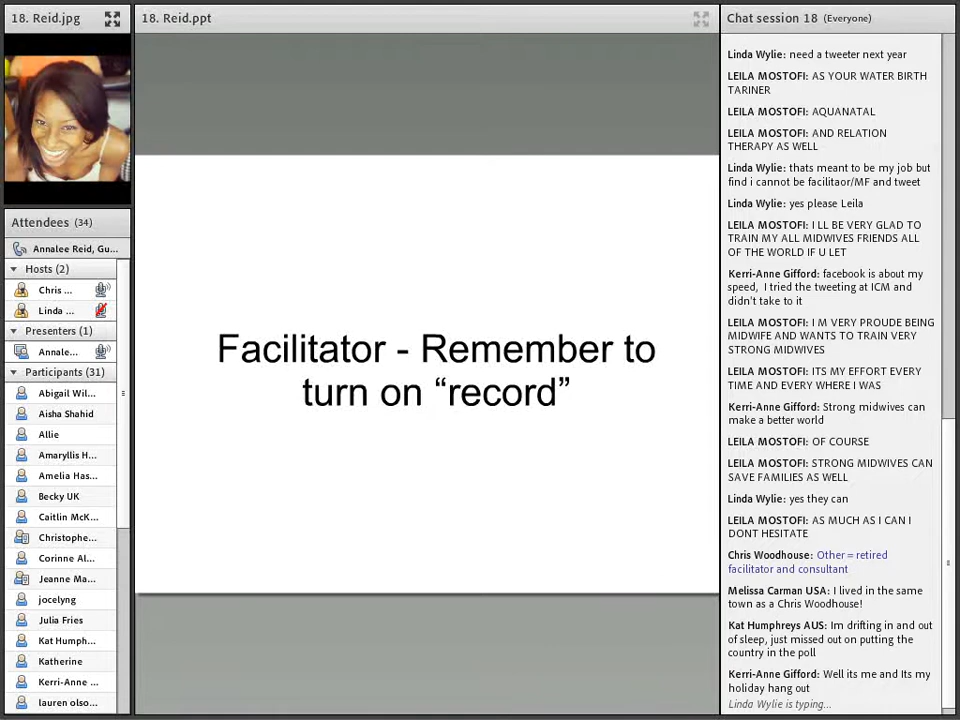 18. Reid.jpg
Attendees (34)
Annalee Reid, Gu...
Hosts (2)
Chris ...
Linda ...
Presenters (1)
Annale...
Participants (31)
Abigail Wil...
Aisha Shahid
Allie
Amaryllis H...
Amelia Has...
Becky UK
Caitlin McK...
Christophe...
Corinne Al...
Jeanne Ma...
jocelyng
Julia Fries
Kat Humph...
Katherine
Kerri-Anne ...
lauren olso...
18. Reid.ppt
Facilitator - Remember to
turn on “record”
Chat session 18 (Everyone)
Linda Wylie: need a tweeter next year
LEILA MOSTOFI: AS YOUR WATER BIRTH
TARINER
LEILA MOSTOFI: AQUANATAL
LEILA MOSTOFI: AND RELATION
THERAPY AS WELL
Linda Wylie: thats meant to be my job but
find i cannot be facilitaor/MF and tweet
Linda Wylie: yes please Leila
LEILA MOSTOFI: I LL BE VERY GLAD TO
TRAIN MY ALL MIDWIVES FRIENDS ALL
OF THE WORLD IF U LET
Kerri-Anne Gifford: facebook is about my
speed, I tried the tweeting at ICM and
didn't take to it
LEILA MOSTOFI: I M VERY PROUDE BEING
MIDWIFE AND WANTS TO TRAIN VERY
STRONG MIDWIVES
LEILA MOSTOFI: ITS MY EFFORT EVERY
TIME AND EVERY WHERE I WAS
Kerri-Anne Gifford: Strong midwives can
make a better world
LEILA MOSTOFI: OF COURSE
LEILA MOSTOFI: STRONG MIDWIVES CAN
SAVE FAMILIES AS WELL
Linda Wylie: yes they can
LEILA MOSTOFI: AS MUCH AS I CAN I
DONT HESITATE
Chris Woodhouse: Other = retired
facilitator and consultant
Melissa Carman USA: I lived in the same
town as a Chris Woodhouse!
Kat Humphreys AUS: Im drifting in and out
of sleep, just missed out on putting the
country in the poll
Kerri-Anne Gifford: Well its me and Its my
holiday hang out
Linda Wylie is typing...